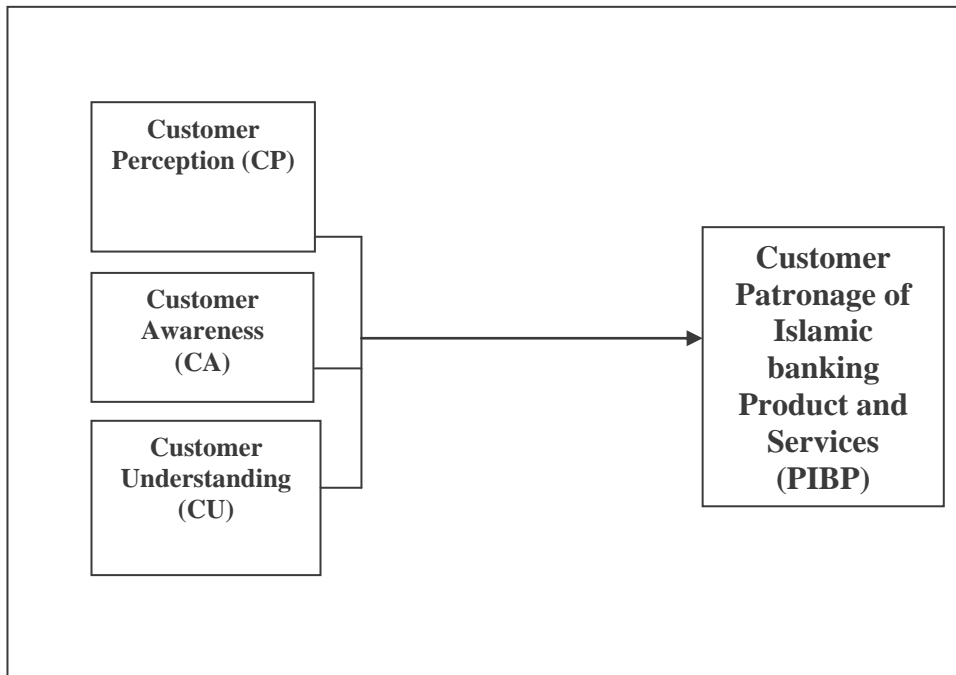 Customer
Perception (CP)
Customer
Awareness
(CA)
Customer
Understanding
(CU)
Customer
Patronage of
Islamic
banking
Product and
Services
(PIBP)